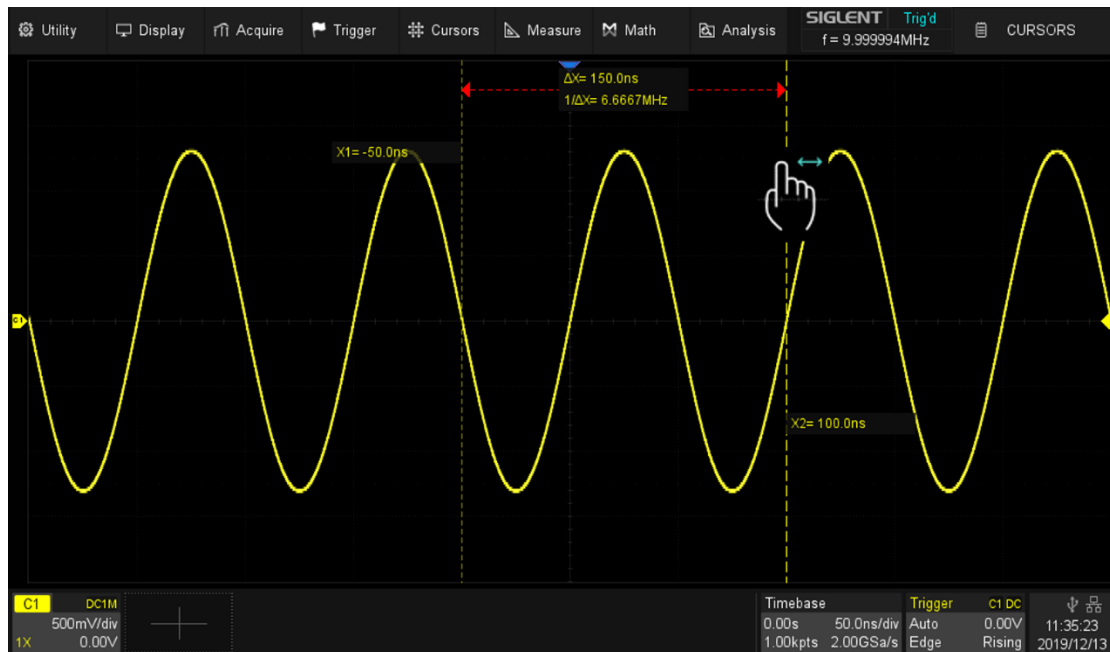 Utility Display Acquire Trigger Cursors Measure Math Analysis SIGLENT Trig'd CURSORS
f = 9.999994MHz
ΔX= 150.0ns
1/ΔX= 6.6667MHz
X1= -50.0ns
C1
X2= 100.0ns
C1 DC1M Timebase Trigger C1 DC
500mV/div 0.00s 50.0ns/div Auto 0.00V 11:35:23
1X 0.00V 1.00kpts 2.00GSa/s Edge Rising 2019/12/13